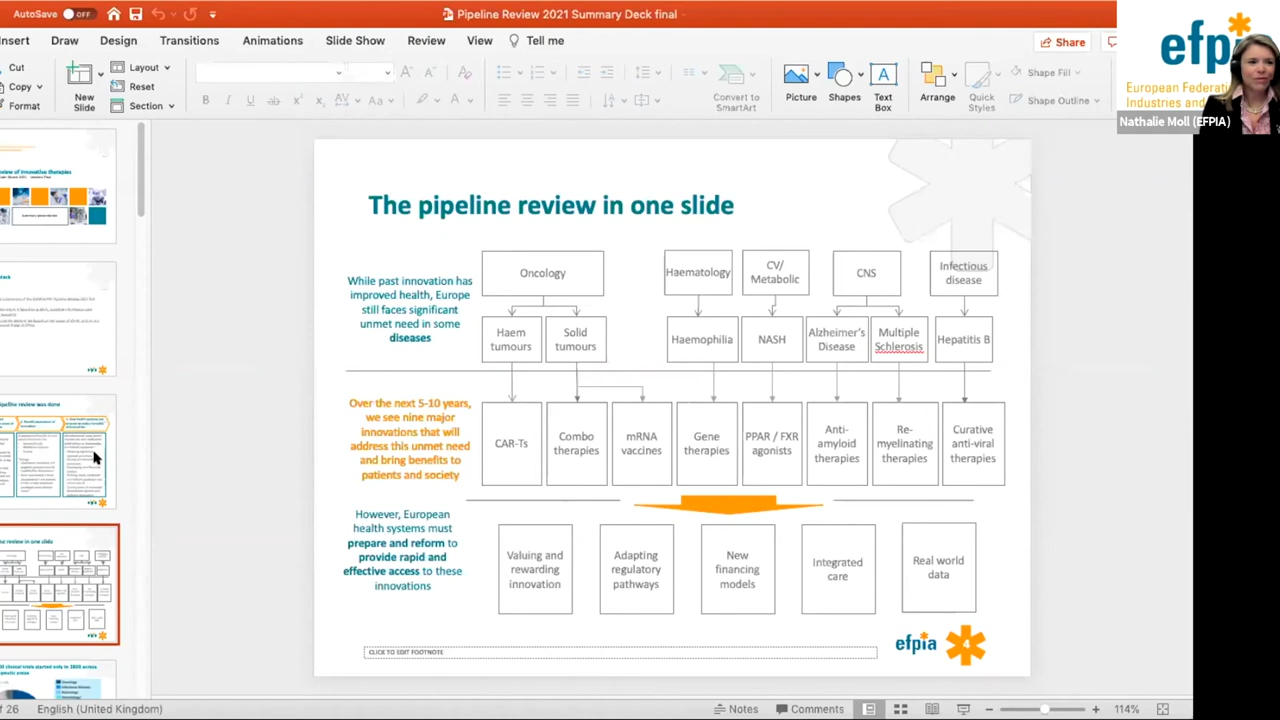 AutoSave OFF
Pipeline Review 2021 Summary Deck final
Insert Draw Design Transitions Animations Slide Show Review View Tell me
Share
Cut
Copy
Format
New
Slide
Layout
Reset
Section
Convert to
SmartArt
Picture
Shapes
Text
Box
Arrange
Quick
Styles
Shape Fill
Shape Outline
efpia
European Federa
Industries and
Nathalie Moll (EFPIA)
The pipeline review in one slide
While past innovation has
improved health, Europe
still faces significant
unmet need in some
diseases
Oncology
Haematology
CV/
Metabolic
CNS
Infectious
disease
Haem
tumours
Solid
tumours
Haemophilia
NASH
Alzheimer's
Disease
Multiple
Schlerosis
Hepatitis B
Over the next 5-10 years,
we see nine major
innovations that will
address this unmet need
and bring benefits to
patients and society
CAR-Ts
Combo
therapies
mRNA
vaccines
Gene
therapies
PPAR / FXR
agonists
Anti-
amyloid
therapies
Re-
myelinating
therapies
Curative
anti-viral
therapies
However, European
health systems must
prepare and reform to
provide rapid and
effective access to these
innovations
Valuing and
rewarding
innovation
Adapting
regulatory
pathways
New
financing
models
Integrated
care
Real world
data
CLICK TO EDIT FOOTNOTE
efpia
4
of 26 English (United Kingdom)
Notes Comments 114%